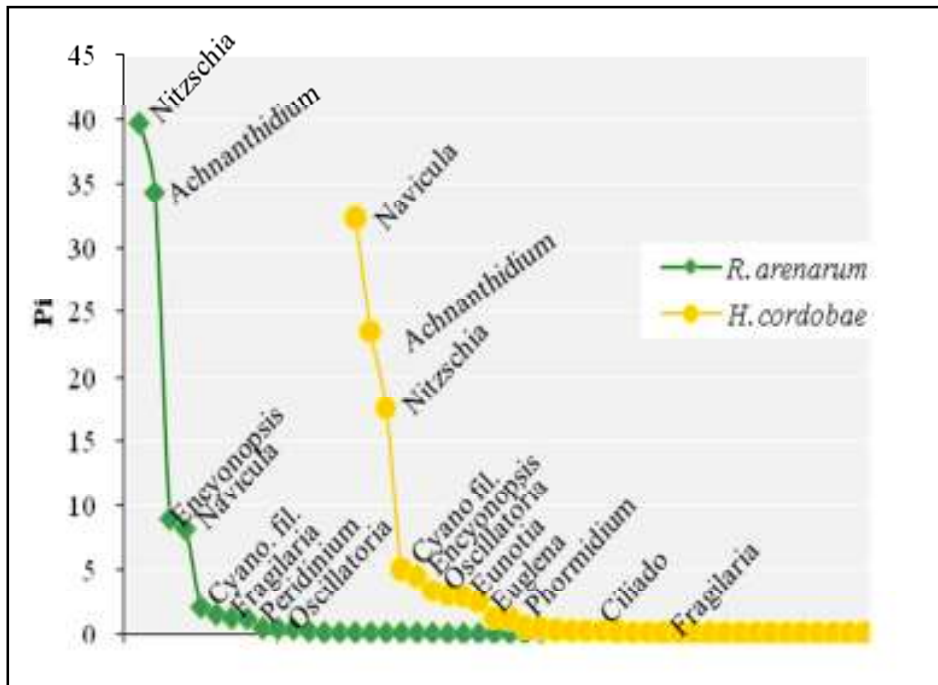 45
40
35
30
25
20
15
10
5
0
Pi
Nitzschia
Achnanthidium
Encyonopsis
Navicula
Cyano. fil.
Fragilaria
Peridinium
Oscillatoria
Navicula
Achnanthidium
Nitzschia
Cyano fil.
Encyonopsis
Oscillatoria
Eunotia
Euglena
Phormidium
Ciliado
Fragilaria
R. arenarum
H. cordobae